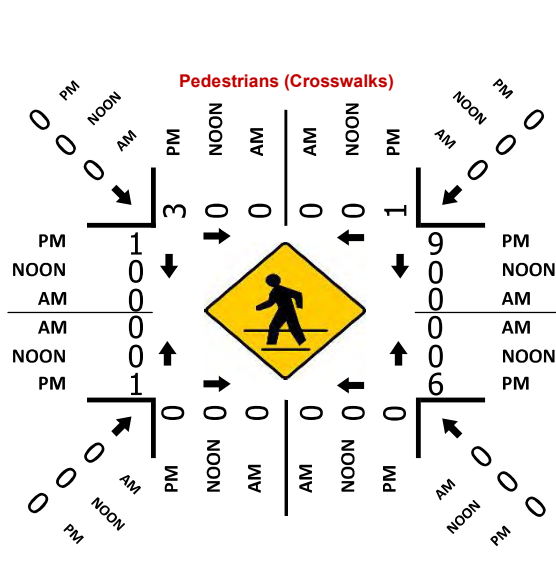 Pedestrians (Crosswalks)
PM NOON AM AM NOON PM
0 0 0
PM NOON AM
PM NOON AM
0 0 0
3 0 0 0 0 1
PM 1 9 PM
NOON 0 0 NOON
AM 0 0 AM
AM 0 0 AM
NOON 0 0 NOON
PM 1 6 PM
0 0 0 0 0 0
0 0 0
AM NOON PM
PM NOON AM AM NOON PM
AM NOON PM
0 0 0